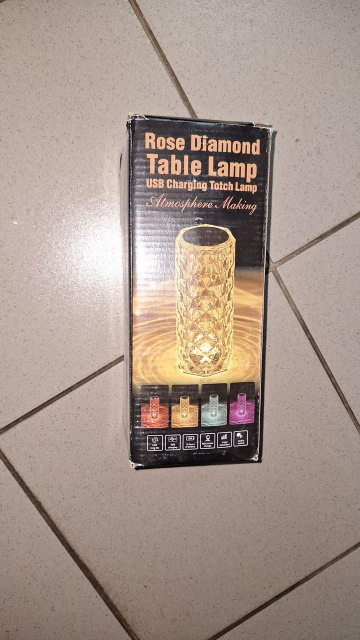 Rose Diamond
Table Lamp
USB Charging Totch Lamp
Atmosphere Making